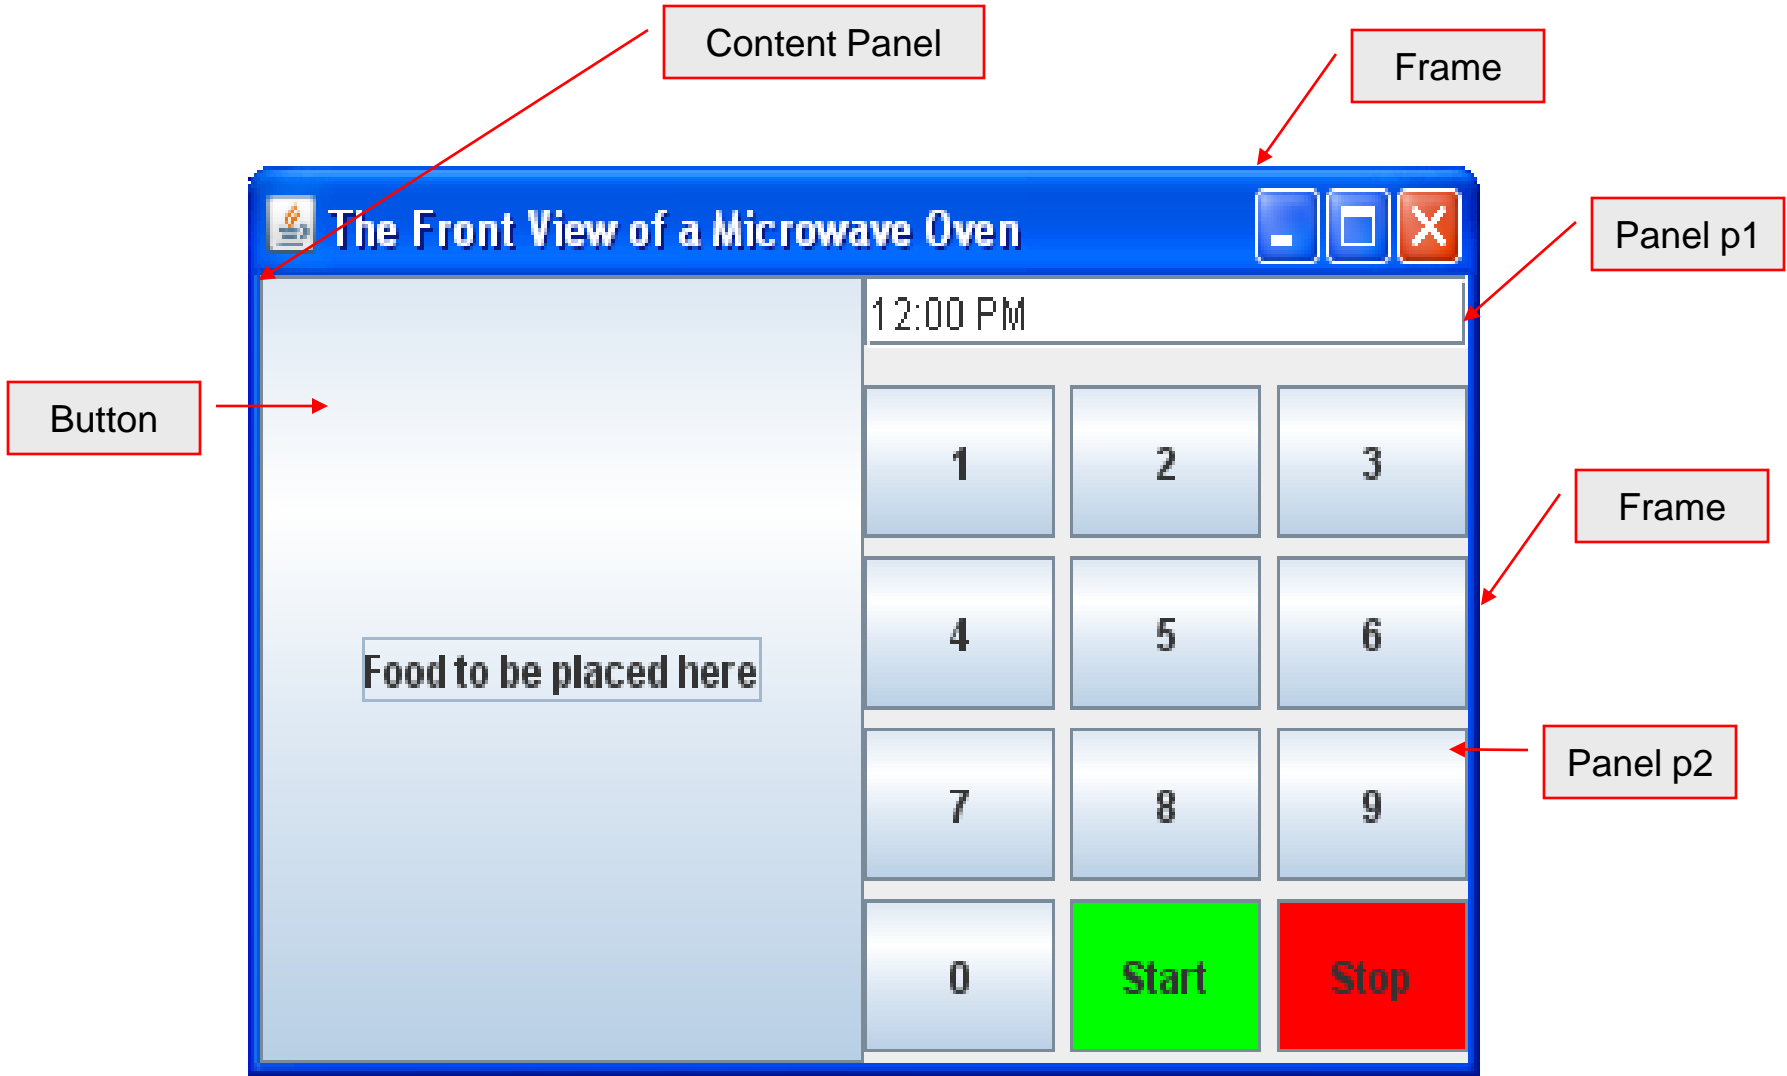 Content Panel
Frame
The Front View of a Microwave Oven
Panel p1
12:00 PM
Button
1 2 3
Frame
4 5 6
Food to be placed here
Panel p2
7 8 9
0 Start Stop